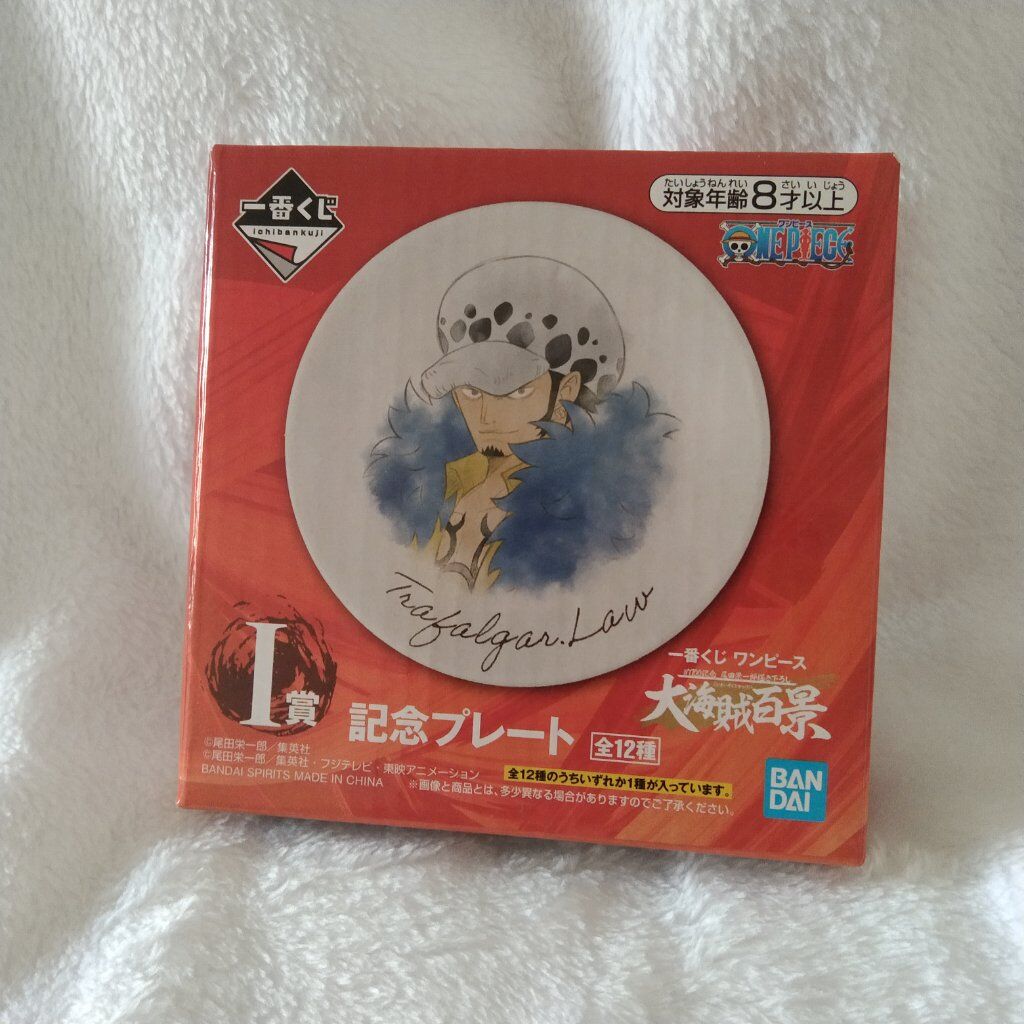 一番くじ
ichibankuji
たいしょうねんれい さいいじょう
対象年齢8才以上
ワンピース
ONE PIECE
Trafalgar.Law
I賞
記念プレート
全12種
一番くじ ワンピース
大海賊百景
©尾田栄一郎/集英社
©尾田栄一郎/集英社・フジテレビ・東映アニメーション
BANDAI SPIRITS MADE IN CHINA
全12種のうちいずれか1種が入っています。
※画像と商品とは、多少異なる場合がありますのでご了承ください。
BAN
DAI